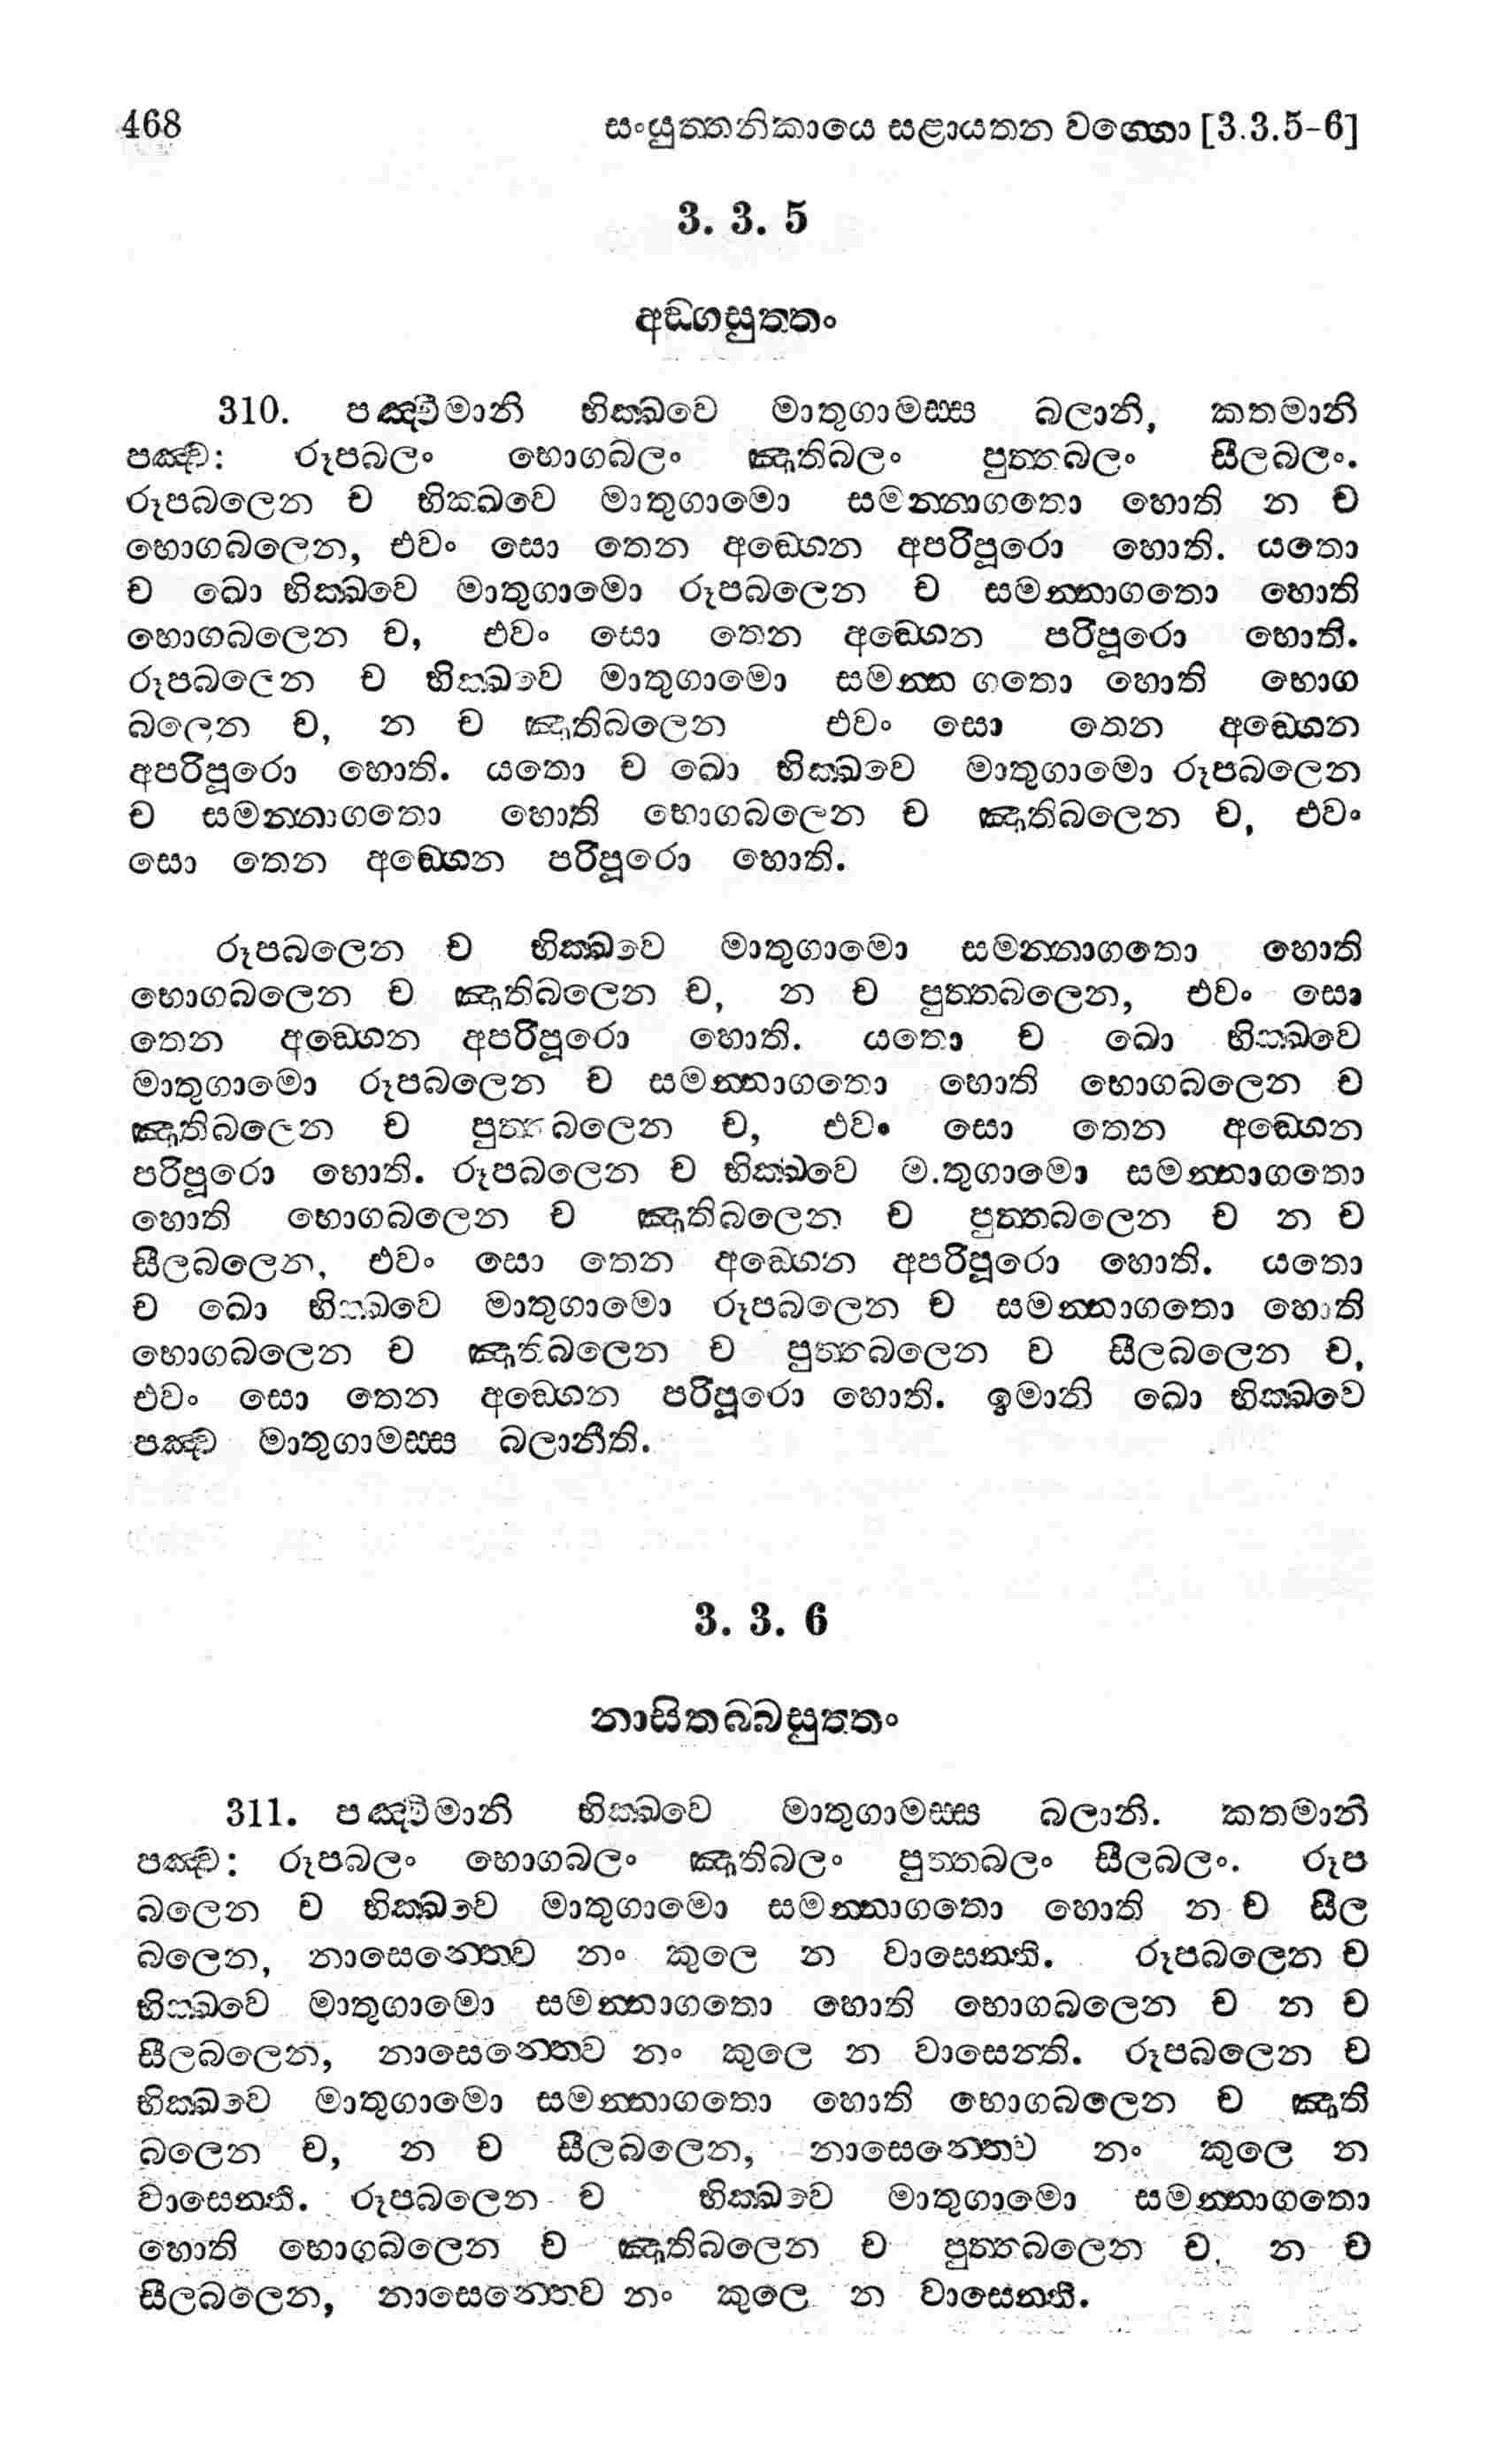 468 සංයුත්තනිකායෙ සළායතන වග්ගො [3.3.5-6]
3. 3. 5
අඞ්ගසුත්තං
310. පඤ්චිමානි භික්ඛවෙ මාතුගාමස්ස බලානි, කතමානි
පඤ්ච: රූපබලං භොගබලං ඤාතිබලං පුත්තබලං සීලබලං.
රූපබලෙන ච භික්ඛවෙ මාතුගාමො සමන්නාගතො හොති න ච
භොගබලෙන, එවං සො තෙන අඞ්ගෙන අපරිපූරො හොති. යතො
ච ඛො භික්ඛවෙ මාතුගාමො රූපබලෙන ච සමන්නාගතො හොති
භොගබලෙන ච, එවං සො තෙන අඞ්ගෙන පරිපූරො හොති.
රූපබලෙන ච භික්ඛවෙ මාතුගාමො සමන්න ගතො හොති භොග
බලෙන ච, න ච ඤාතිබලෙන එවං සො තෙන අඞ්ගෙන
අපරිපූරො හොති. යතො ච ඛො භික්ඛවෙ මාතුගාමො රූපබලෙන
ච සමන්නාගතො හොති භොගබලෙන ච ඤාතිබලෙන ච, එවං
සො තෙන අඞ්ගෙන පරිපූරො හොති.
රූපබලෙන ච භික්ඛවෙ මාතුගාමො සමන්නාගතො හොති
භොගබලෙන ච ඤාතිබලෙන ච, න ච පුත්තබලෙන, එවං සො
තෙන අඞ්ගෙන අපරිපූරො හොති. යතො ච ඛො භික්ඛවෙ
මාතුගාමො රූපබලෙන ච සමන්නාගතො හොති භොගබලෙන ච
ඤාතිබලෙන ච පුත්තබලෙන ච, එවං සො තෙන අඞ්ගෙන
පරිපූරො හොති. රූපබලෙන ච භික්ඛවෙ ම.තුගාමො සමන්නාගතො
හොති භොගබලෙන ච ඤාතිබලෙන ච පුත්තබලෙන ච න ච
සීලබලෙන, එවං සො තෙන අඞ්ගෙන අපරිපූරො හොති. යතො
ච ඛො භික්ඛවෙ මාතුගාමො රූපබලෙන ච සමන්නාගතො හොති
භොගබලෙන ච ඤාතිබලෙන ච පුත්තබලෙන ච සීලබලෙන ච,
එවං සො තෙන අඞ්ගෙන පරිපූරො හොති. ඉමානි ඛො භික්ඛවෙ
පඤ්ච මාතුගාමස්ස බලානීති.
3. 3. 6
නාසිතබ්බසුත්තං
311. පඤ්චිමානි භික්ඛවෙ මාතුගාමස්ස බලානි. කතමානි
පඤ්ච: රූපබලං භොගබලං ඤාතිබලං පුත්තබලං සීලබලං. රූප
බලෙන ච භික්ඛවෙ මාතුගාමො සමන්නාගතො හොති න ච සීල
බලෙන, නාසෙන්තෙව නං කුලෙ න වාසෙන්ති. රූපබලෙන ච
භික්ඛවෙ මාතුගාමො සමන්නාගතො හොති භොගබලෙන ච න ච
සීලබලෙන, නාසෙන්තෙව නං කුලෙ න වාසෙන්ති. රූපබලෙන ච
භික්ඛවෙ මාතුගාමො සමන්නාගතො හොති භොගබලෙන ච ඤාති
බලෙන ච, න ච සීලබලෙන, නාසෙන්තෙව නං කුලෙ න
වාසෙන්ති. රූපබලෙන ච භික්ඛවෙ මාතුගාමො සමන්නාගතො
හොති භොගබලෙන ච ඤාතිබලෙන ච පුත්තබලෙන ච, න ච
සීලබලෙන, නාසෙන්තෙව නං කුලෙ න වාසෙන්ති.